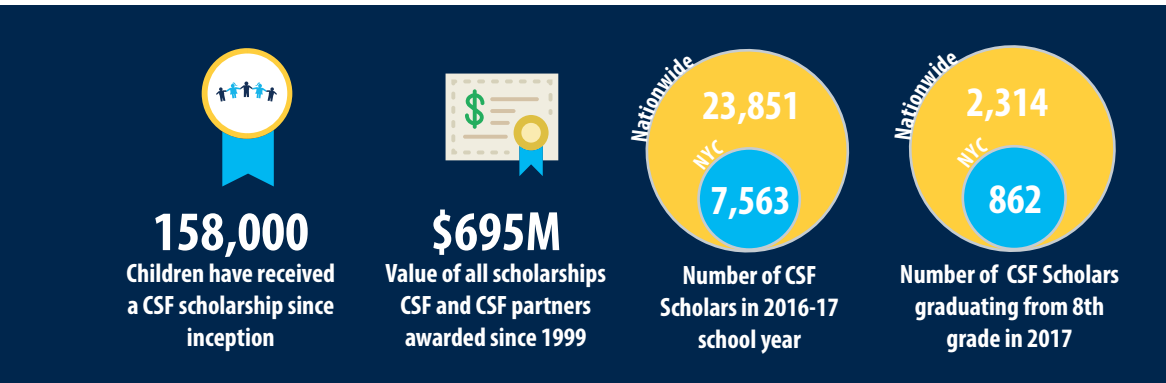 158,000
Children have received
a CSF scholarship since
inception
$
$695M
Value of all scholarships
CSF and CSF partners
awarded since 1999
Nationwide
23,851
NYC
7,563
Number of CSF
Scholars in 2016-17
school year
Nationwide
2,314
NYC
862
Number of CSF Scholars
graduating from 8th
grade in 2017